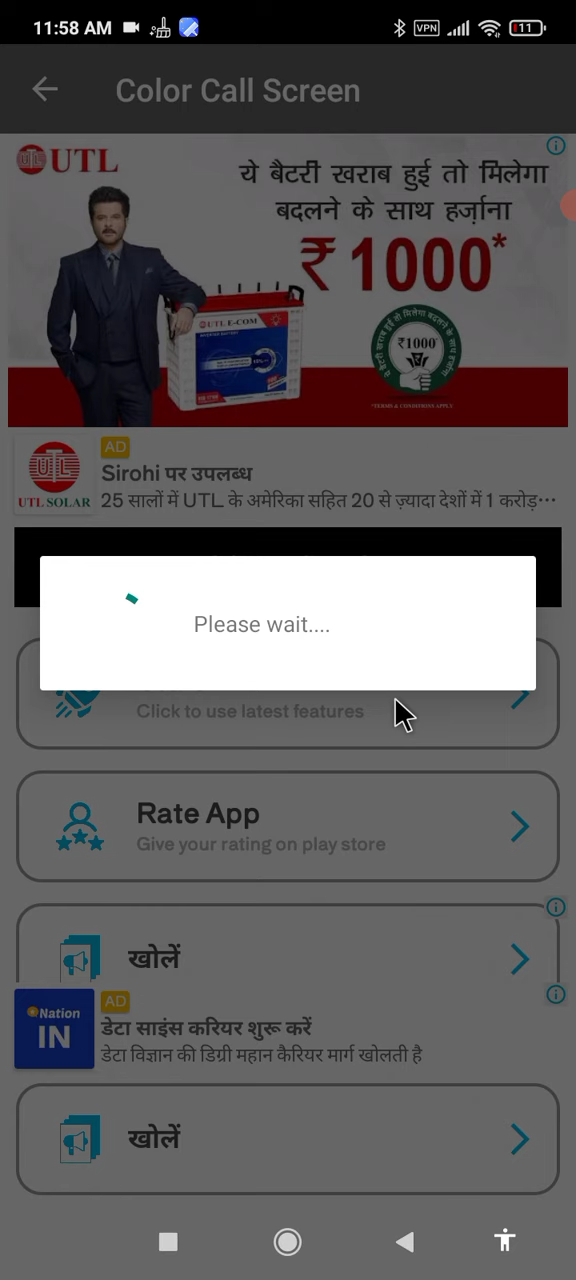 11:58 AM
VPN
11
Color Call Screen
UTL
ये बैटरी खराब हुई तो मिलेगा
बदलने के साथ हर्ज़ाना
₹1000*
UTL E-COM
₹1000
*TERMS & CONDITIONS APPLY
AD
Sirohi पर उपलब्ध
UTL SOLAR
25 सालों में UTL के अमेरिका सहित 20 से ज़्यादा देशों में 1 करोड़…
Please wait....
Click to use latest features
Rate App
Give your rating on play store
खोलें
Nation
IN
AD
डेटा साइंस करियर शुरू करें
डेटा विज्ञान की डिग्री महान कैरियर मार्ग खोलती है
खोलें